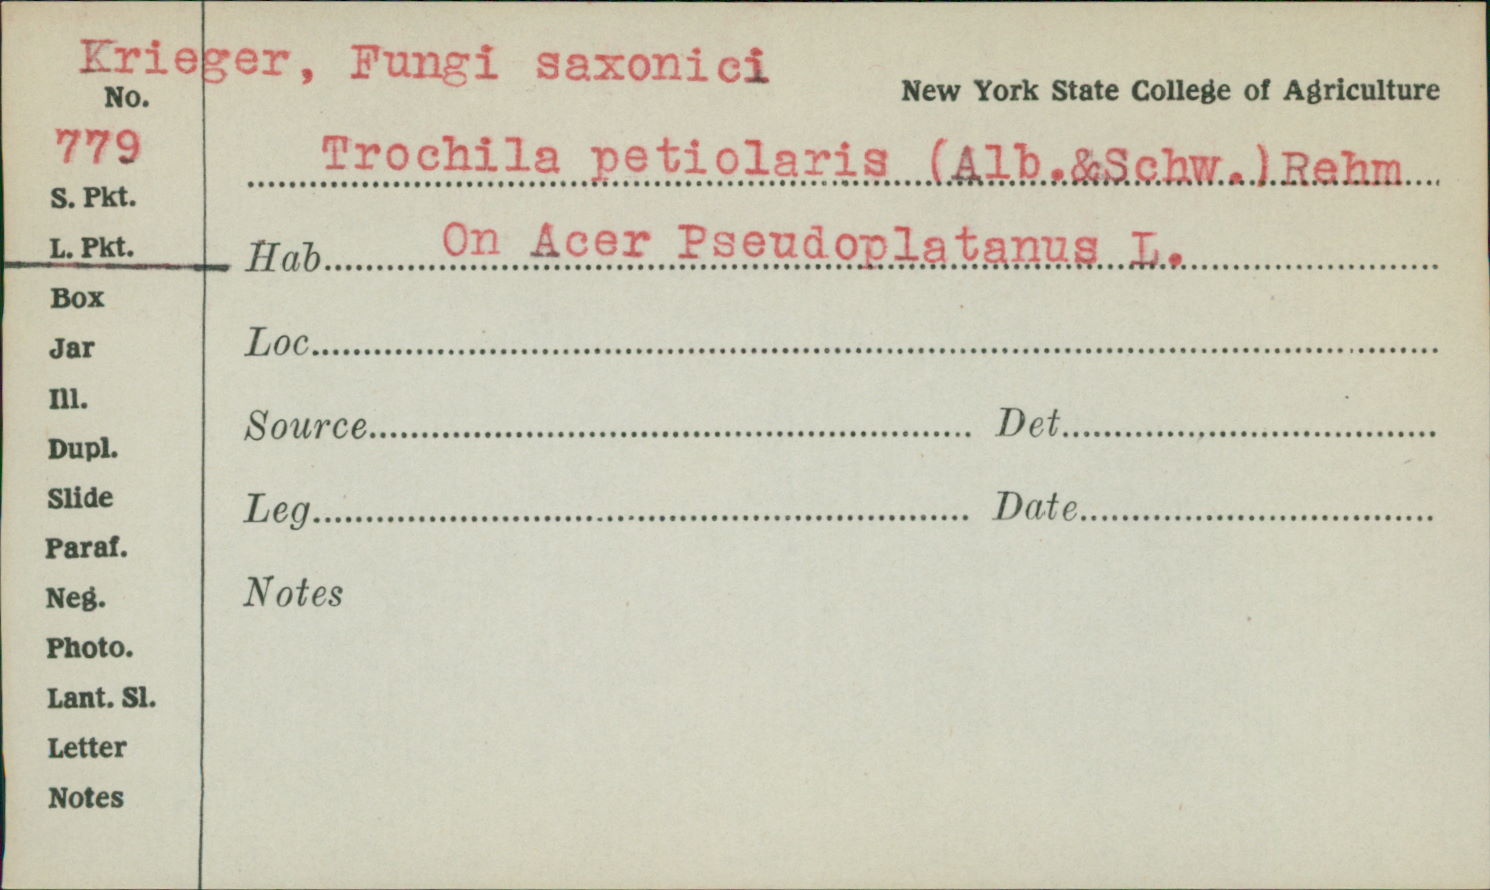 Krieger, Fungi saxonici
New York State College of Agriculture
No.
779
Trochila petiolaris (Alb.&Schw.)Rehm
S. Pkt.
L. Pkt.
Hab. On Acer Pseudoplatanus L.
Box
Jar
Loc.
Ill.
Source Det.
Dupl.
Slide
Leg. Date
Paraf.
Neg.
Notes
Photo.
Lant. Sl.
Letter
Notes